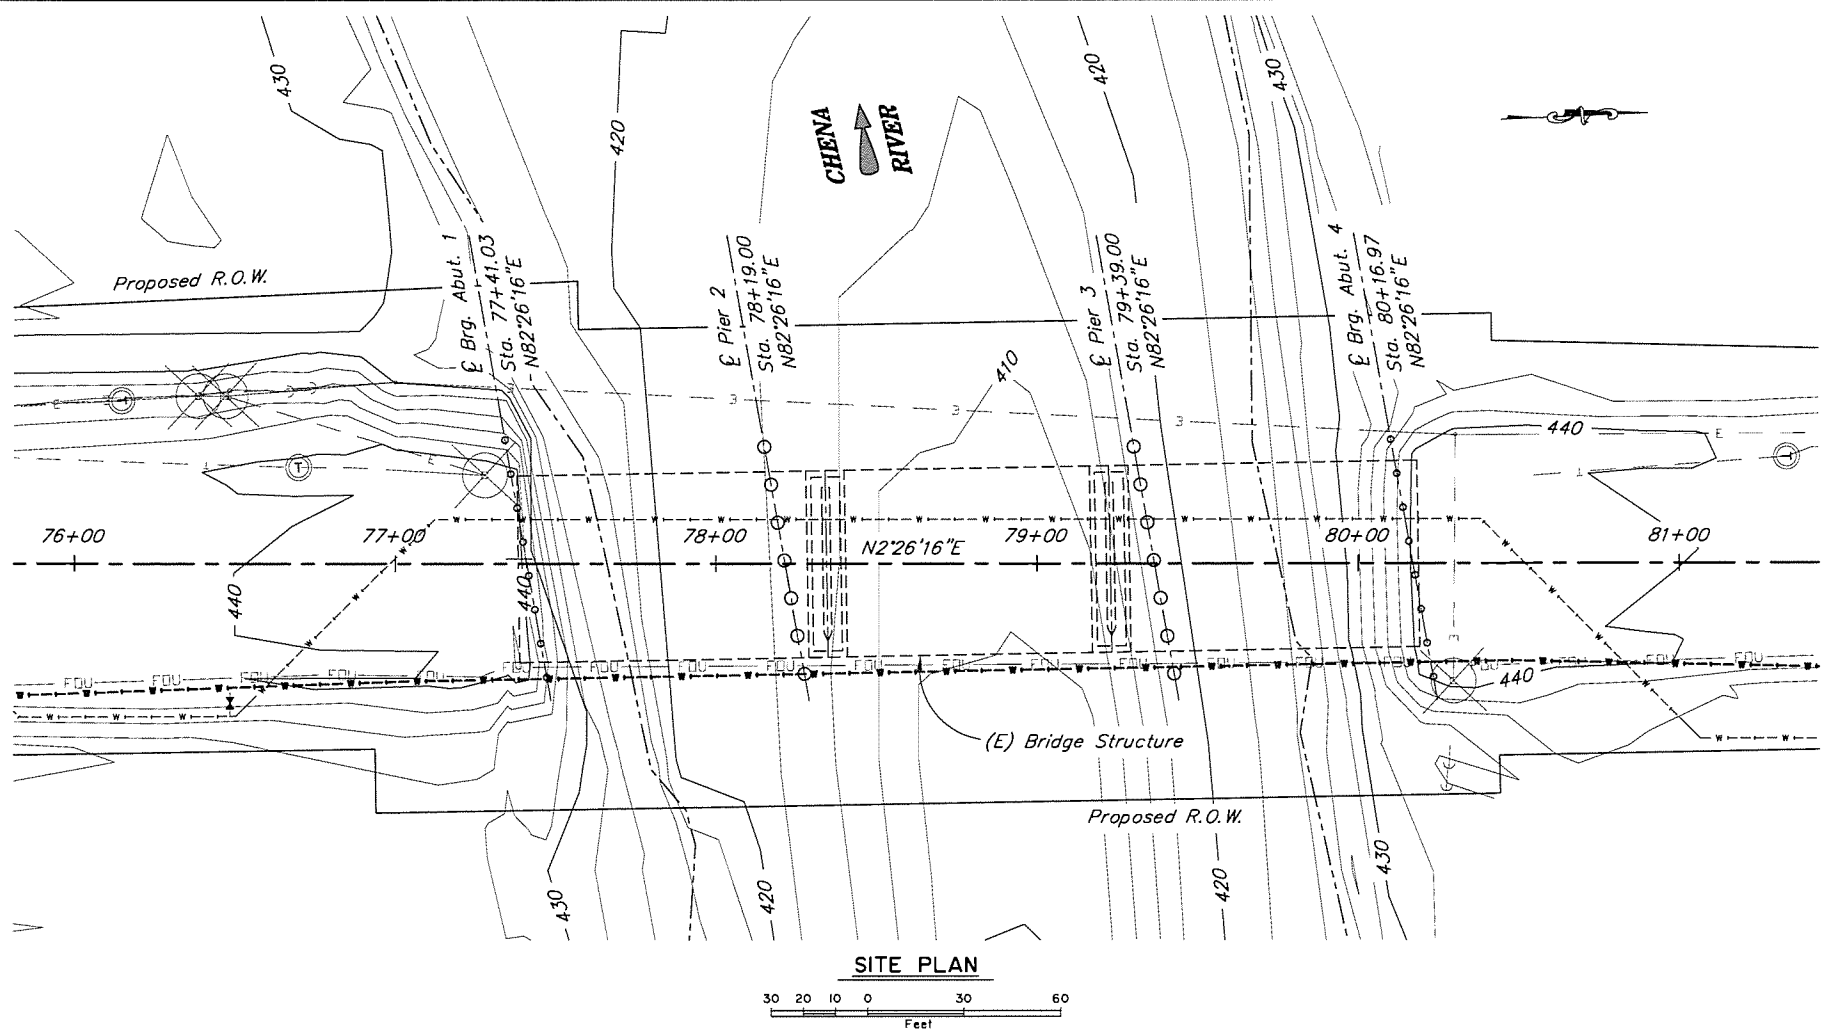 430
420
CHENA
RIVER
420
430
Proposed R.O.W.
℄ Brg. Abut. 1
Sta. 77+41.03
N82°26'16"E
℄ Pier 2
Sta. 78+19.00
N82°26'16"E
℄ Pier 3
Sta. 79+39.00
N82°26'16"E
℄ Brg. Abut. 4
Sta. 80+16.97
N82°26'16"E
410
440
76+00
77+00
78+00
N2°26'16"E
79+00
80+00
81+00
440
440
440
(E) Bridge Structure
Proposed R.O.W.
430
420
420
430
SITE PLAN
30 20 10 0 30 60
Feet